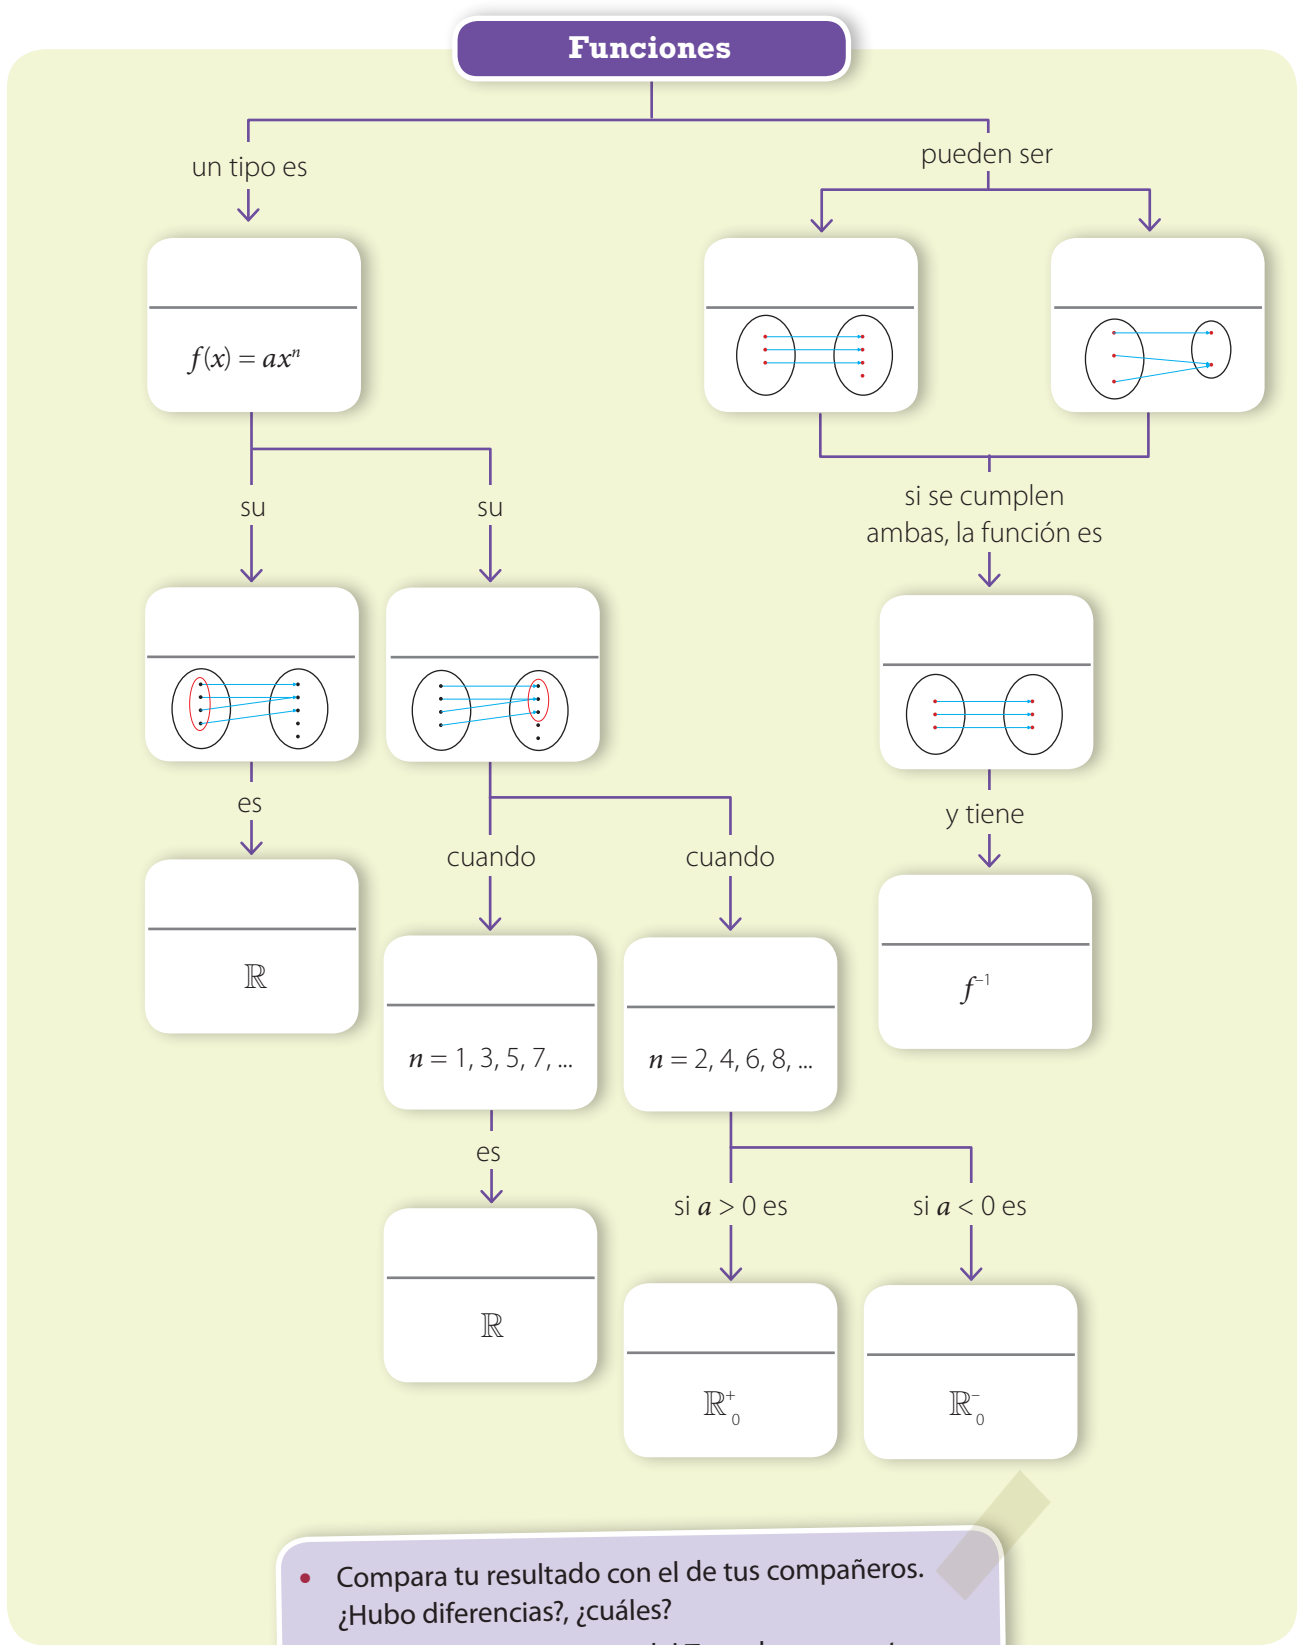 Funciones
un tipo es
pueden ser
f(x) = axⁿ
su
su
si se cumplen
ambas, la función es
es
cuando
cuando
y tiene
ℝ
n = 1, 3, 5, 7, ...
n = 2, 4, 6, 8, ...
f⁻¹
es
si a > 0 es
si a < 0 es
ℝ
ℝ₀⁺
ℝ₀⁻
• Compara tu resultado con el de tus compañeros.
¿Hubo diferencias?, ¿cuáles?